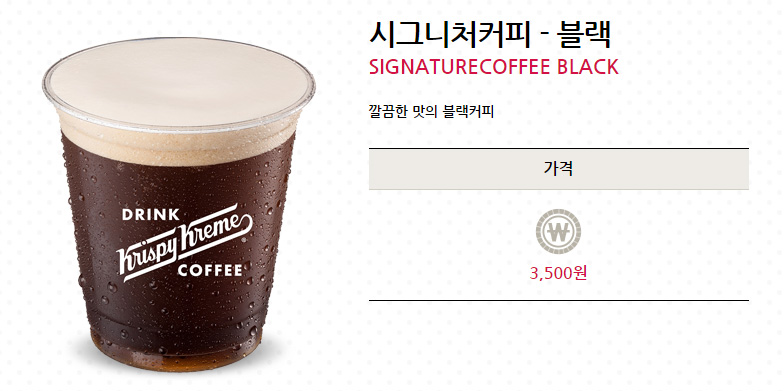 시그니처커피 - 블랙
SIGNATURECOFFEE BLACK
깔끔한 맛의 블랙커피
가격
₩
3,500원
DRINK
Krispy Kreme
COFFEE